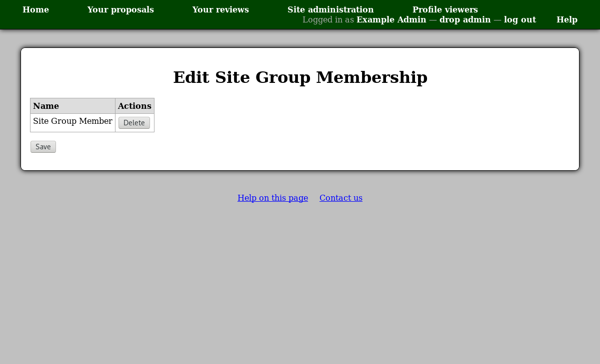 Home Your proposals Your reviews Site administration Profile viewers
Logged in as Example Admin — drop admin — log out Help
Edit Site Group Membership
Name Actions
Site Group Member Delete
Save
Help on this page Contact us